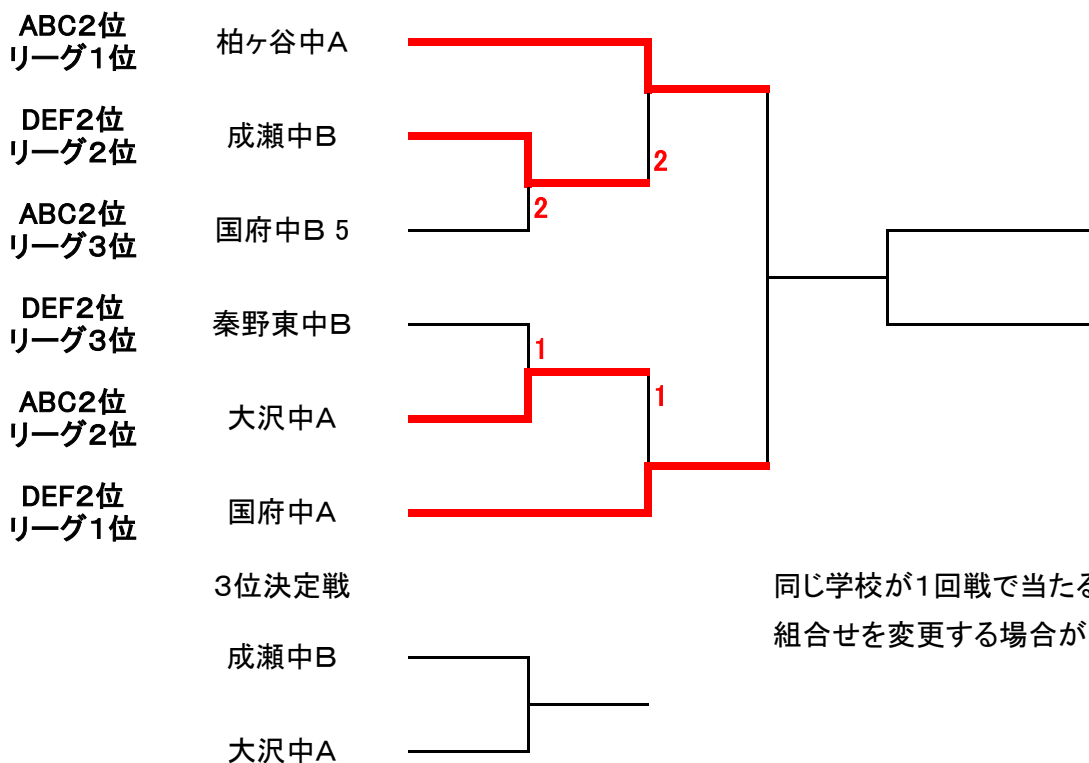 ABC2位
リーグ1位
柏ヶ谷中A
DEF2位
リーグ2位
成瀬中B
2
2
ABC2位
リーグ3位
国府中B 5
DEF2位
リーグ3位
秦野東中B
1
1
ABC2位
リーグ2位
大沢中A
DEF2位
リーグ1位
国府中A
3位決定戦
同じ学校が1回戦で当たる
組合せを変更する場合が
成瀬中B
大沢中A